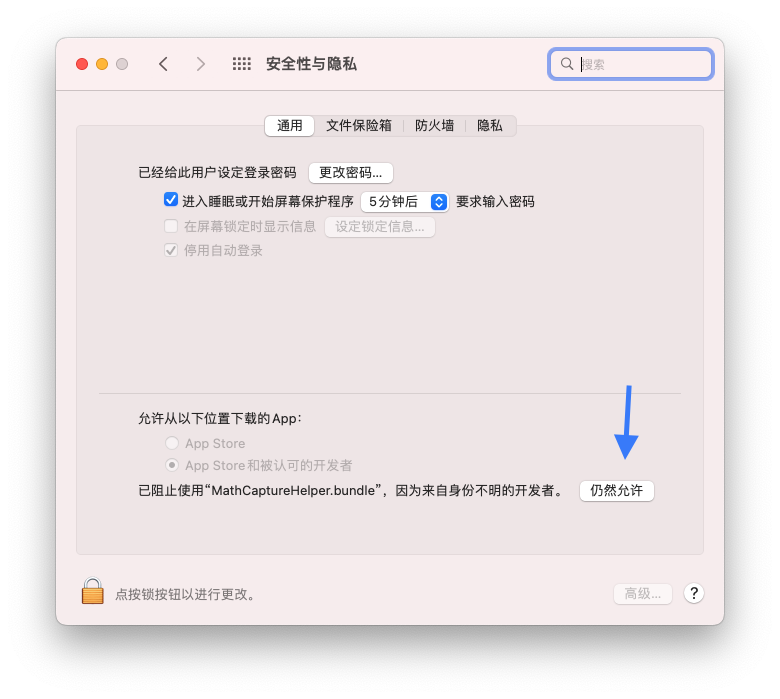 安全性与隐私
搜索
通用 文件保险箱 防火墙 隐私
已经给此用户设定登录密码 更改密码...
进入睡眠或开始屏幕保护程序 5分钟后 要求输入密码
在屏幕锁定时显示信息 设定锁定信息...
停用自动登录
允许从以下位置下载的App：
App Store
App Store和被认可的开发者
已阻止使用“MathCaptureHelper.bundle”，因为来自身份不明的开发者。 仍然允许
点按锁按钮以进行更改。
高级... ?